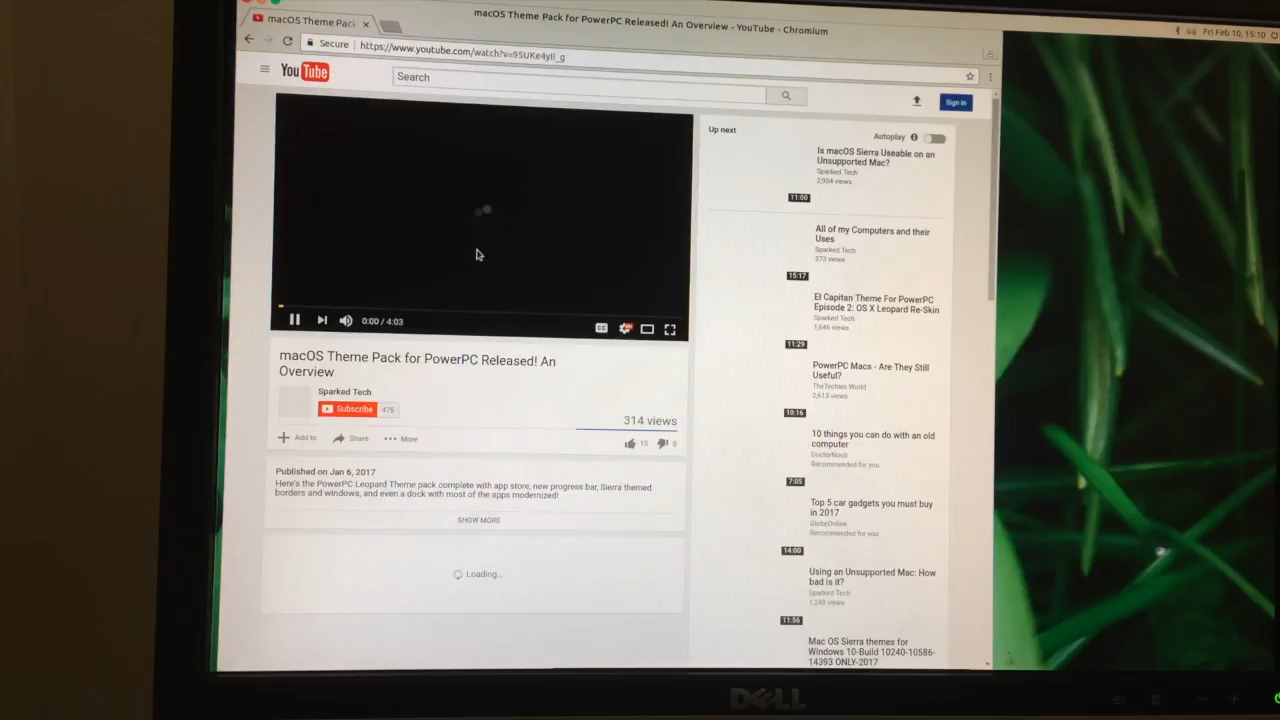 macOS Theme Pack for PowerPC Released! An Overview - YouTube - Chromium
Fri Feb 10, 15:10
macOS Theme Pack
Secure
https://www.youtube.com/watch?v=95UKe4yiI_g
YouTube
Search
Sign in
0:00 / 4:03
CC
macOS Theme Pack for PowerPC Released! An
Overview
Sparked Tech
Subscribe
475
314 views
Add to
Share
More
15
0
Published on Jan 6, 2017
Here's the PowerPC Leopard Theme pack complete with app store, new progress bar, Sierra themed
borders and windows, and even a dock with most of the apps modernized!
SHOW MORE
Loading...
Up next
Autoplay
Is macOS Sierra Useable on an
Unsupported Mac?
Sparked Tech
2,954 views
11:00
All of my Computers and their
Uses
Sparked Tech
373 views
15:17
El Capitan Theme For PowerPC
Episode 2: OS X Leopard Re-Skin
Sparked Tech
1,646 views
11:29
PowerPC Macs - Are They Still
Useful?
TheTechies World
2,613 views
10:16
10 things you can do with an old
computer
DoctorNoob
Recommended for you
7:05
Top 5 car gadgets you must buy
in 2017
GlobeOnline
Recommended for you
14:00
Using an Unsupported Mac: How
bad is it?
Sparked Tech
1,248 views
11:56
Mac OS Sierra themes for
Windows 10-Build 10240-10586-
14393 ONLY-2017
DELL